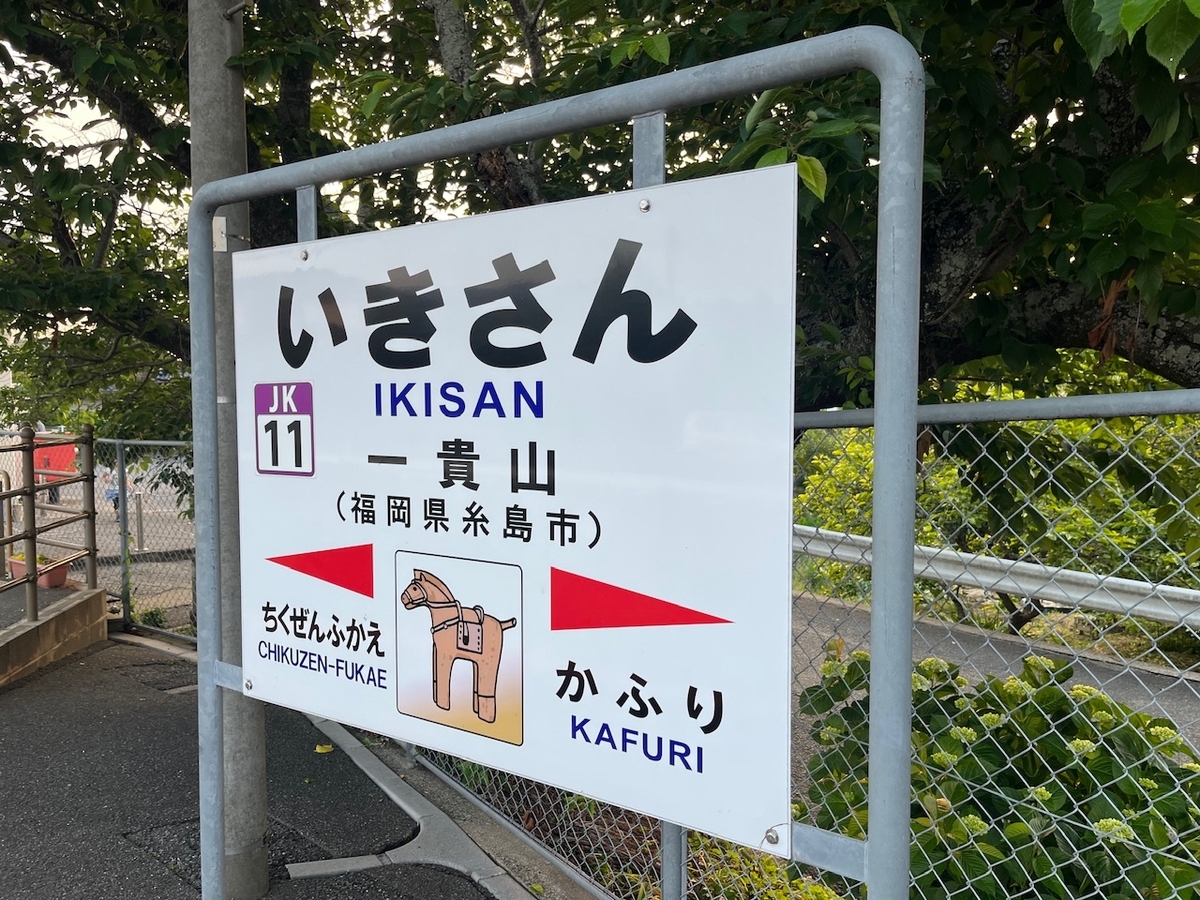 いきさん
IKISAN
JK
11
一貴山
（福岡県糸島市）
ちくぜんふかえ
CHIKUZEN-FUKAE
かふり
KAFURI